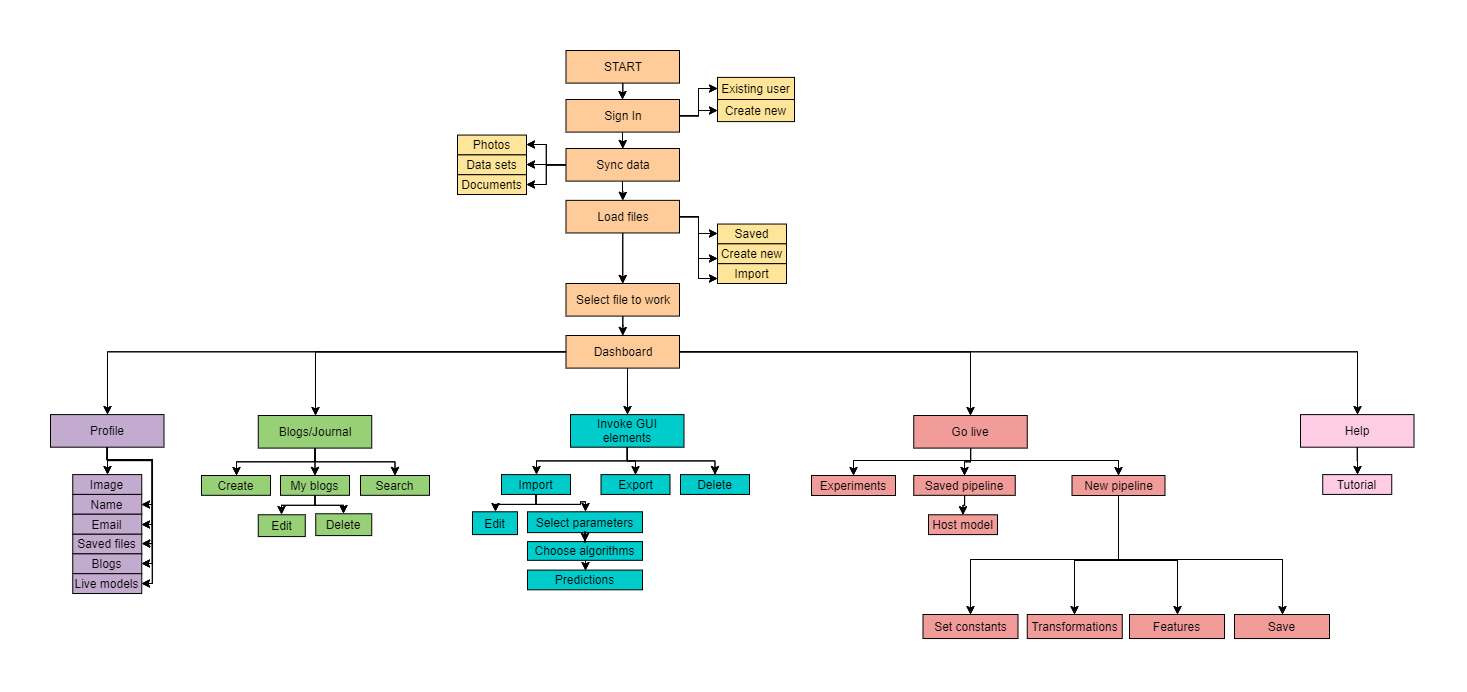 START
Existing user
Sign In
Create new
Photos
Data sets
Sync data
Documents
Load files
Saved
Create new
Import
Select file to work
Dashboard
Profile
Blogs/Journal
Invoke GUI
elements
Go live
Help
Image
Name
Email
Saved files
Blogs
Live models
Create
My blogs
Search
Edit
Delete
Import
Export
Delete
Edit
Select parameters
Choose algorithms
Predictions
Experiments
Saved pipeline
New pipeline
Host model
Set constants
Transformations
Features
Save
Tutorial